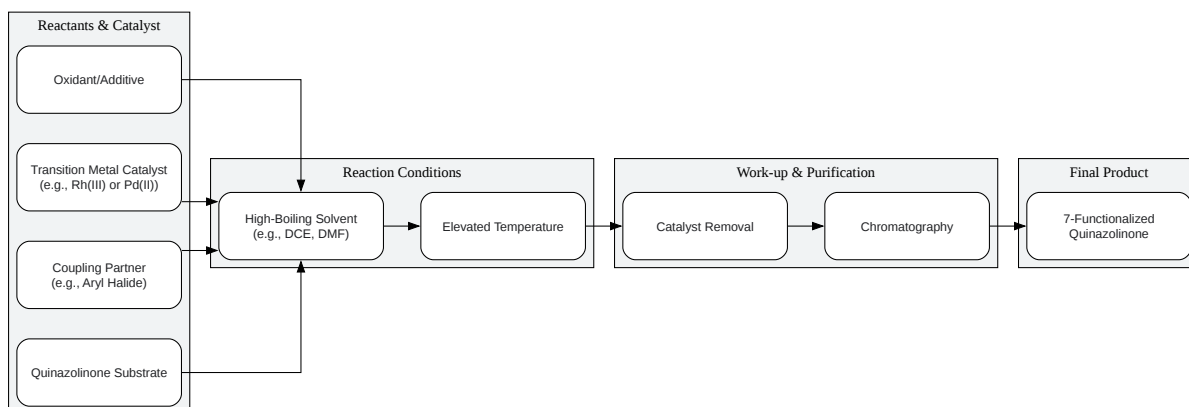 Reactants & Catalyst
Oxidant/Additive
Transition Metal Catalyst
(e.g., Rh(III) or Pd(II))
Coupling Partner
(e.g., Aryl Halide)
Quinazolinone Substrate
Reaction Conditions
High-Boiling Solvent
(e.g., DCE, DMF)
Elevated Temperature
Work-up & Purification
Catalyst Removal
Chromatography
Final Product
7-Functionalized
Quinazolinone